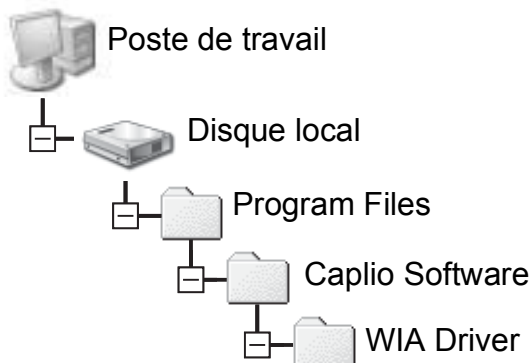 Poste de travail
Disque local
Program Files
Caplio Software
WIA Driver